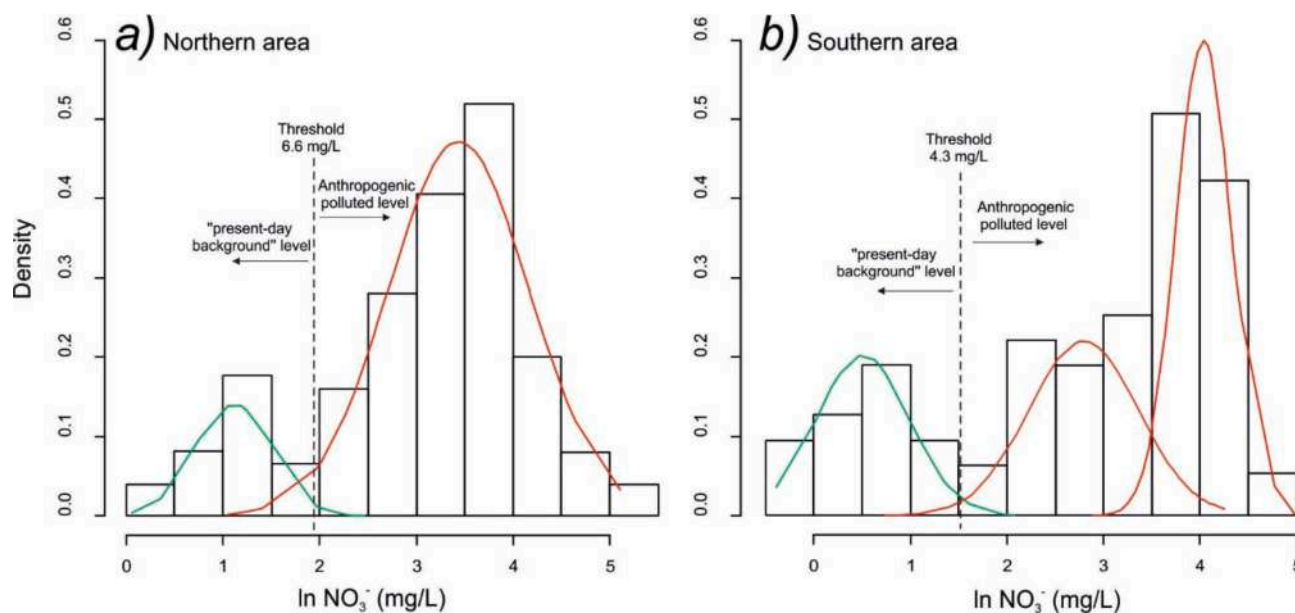 a) Northern area
Density
0.0
0.1
0.2
0.3
0.4
0.5
0.6
Threshold
6.6 mg/L
Anthropogenic
polluted level
"present-day
background" level
0 1 2 3 4 5
ln NO₃⁻ (mg/L)
b) Southern area
0.0
0.1
0.2
0.3
0.4
0.5
0.6
Threshold
4.3 mg/L
Anthropogenic
polluted level
"present-day
background" level
0 1 2 3 4 5
ln NO₃⁻ (mg/L)